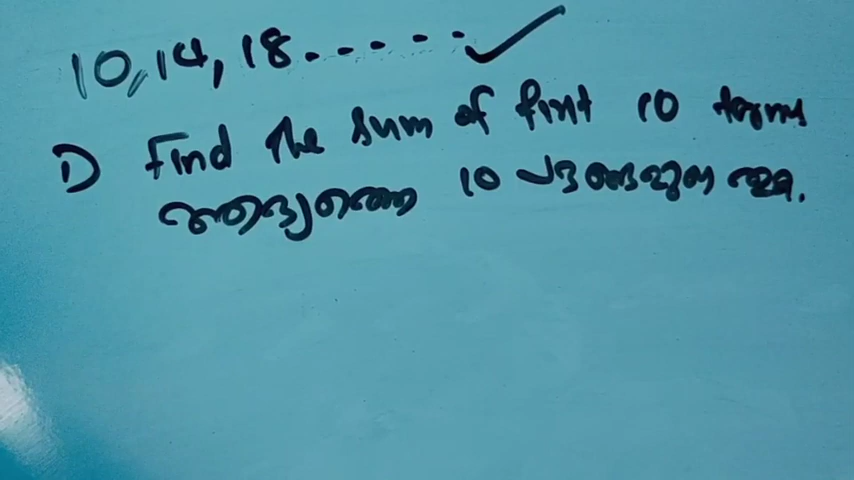 10, 14, 18.......
1) Find the sum of first 10 terms
ആദ്യത്തെ 10 പദങ്ങളുടെ തുക.